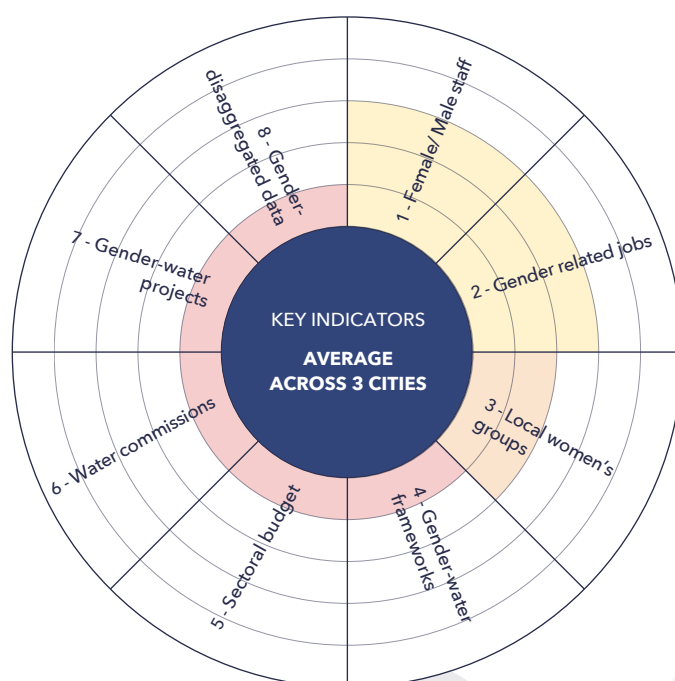 KEY INDICATORS
AVERAGE
ACROSS 3 CITIES
1 - Female/ Male staff
2 - Gender related jobs
3 - Local women's
groups
4 - Gender-water
frameworks
5 - Sectoral budget
6 - Water commissions
7 - Gender-water
projects
8 - Gender-
disaggregated data